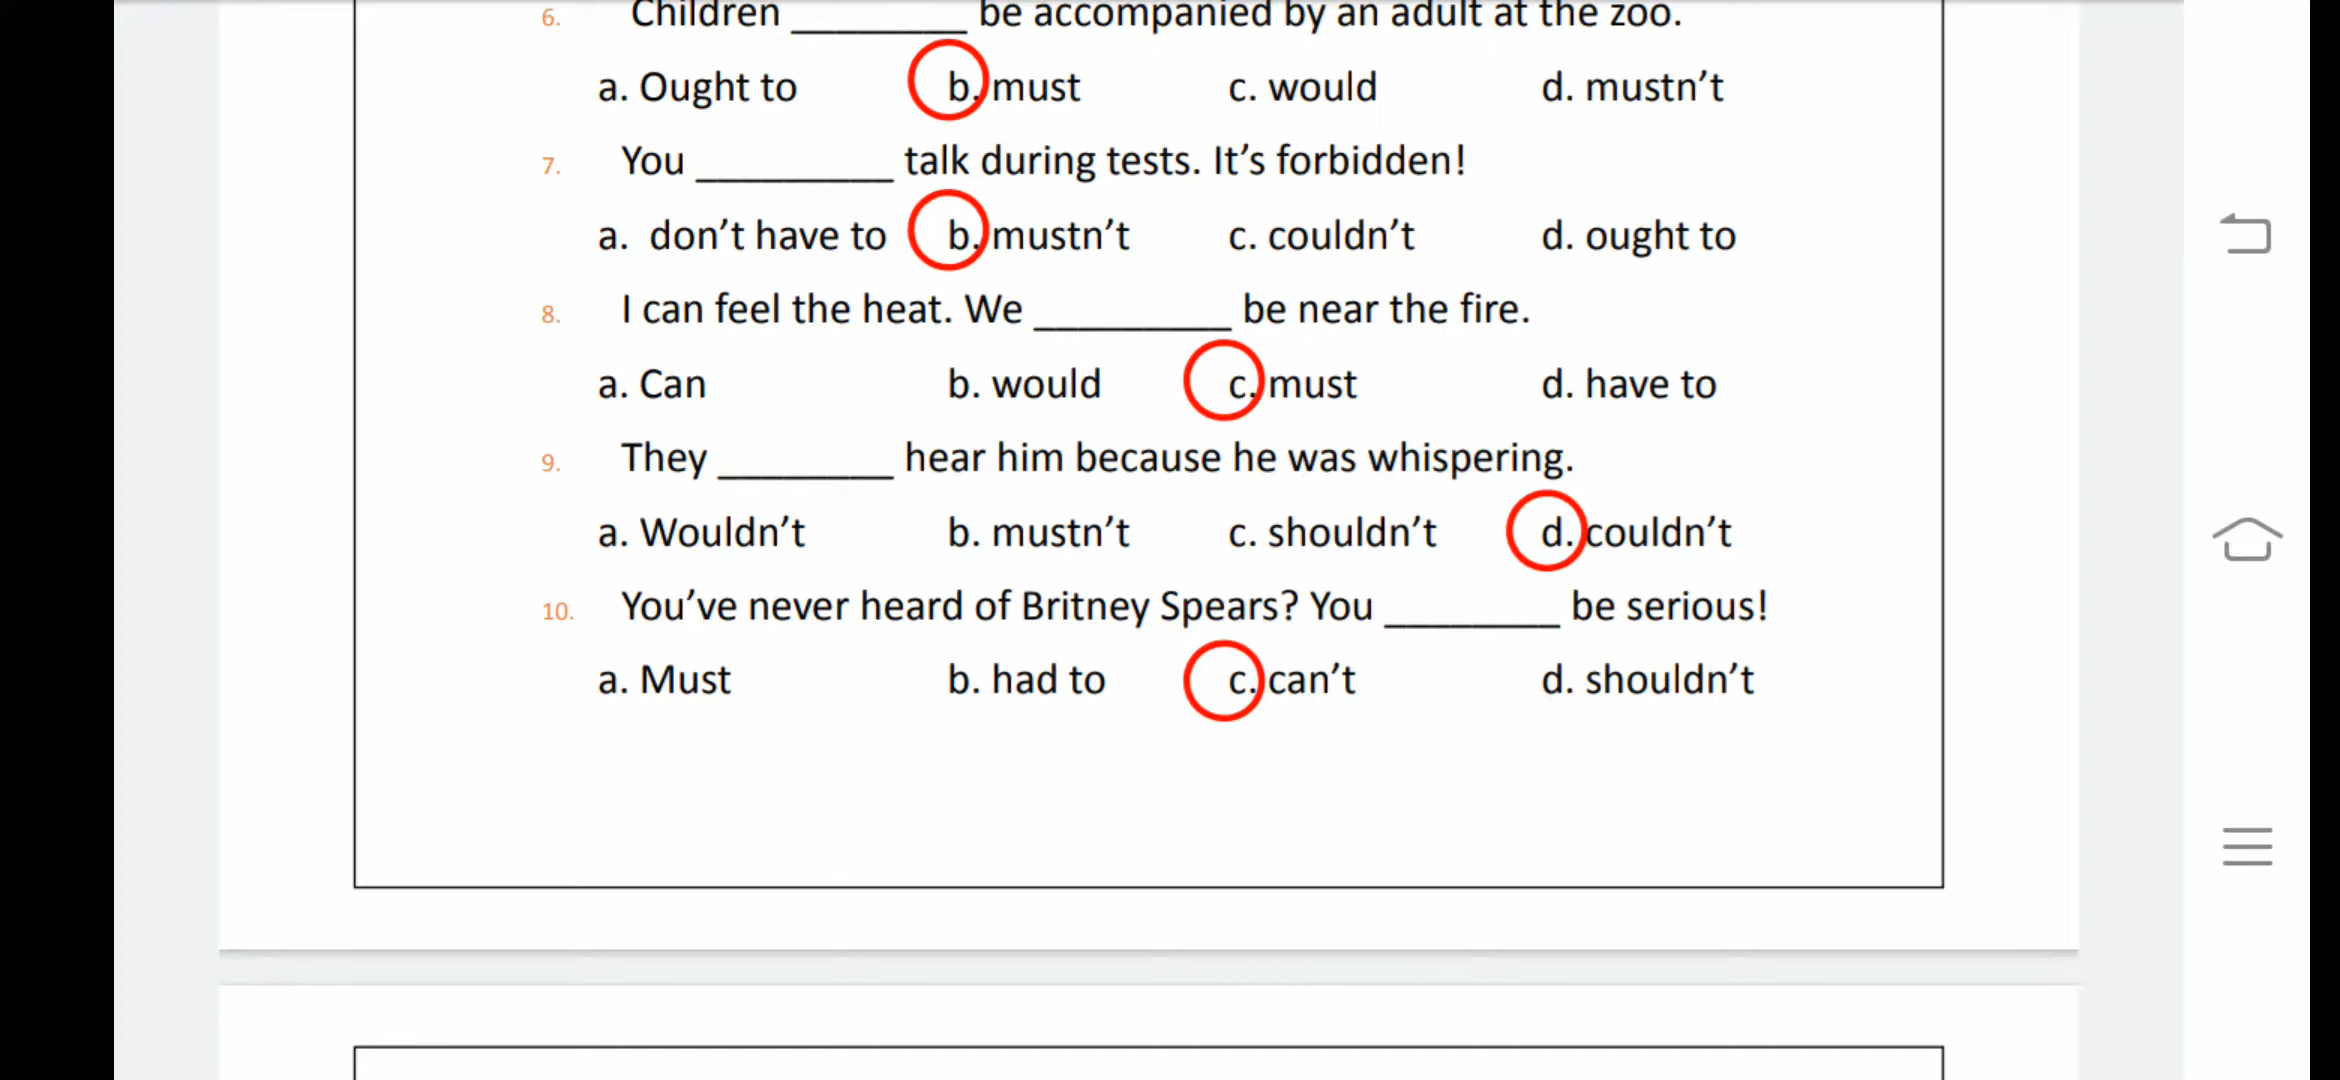 6. Children ________ be accompanied by an adult at the zoo.
a. Ought to b. must c. would d. mustn’t
7. You _________ talk during tests. It’s forbidden!
a. don’t have to b. mustn’t c. couldn’t d. ought to
8. I can feel the heat. We _________ be near the fire.
a. Can b. would c. must d. have to
9. They ________ hear him because he was whispering.
a. Wouldn’t b. mustn’t c. shouldn’t d. couldn’t
10. You’ve never heard of Britney Spears? You ________ be serious!
a. Must b. had to c. can’t d. shouldn’t